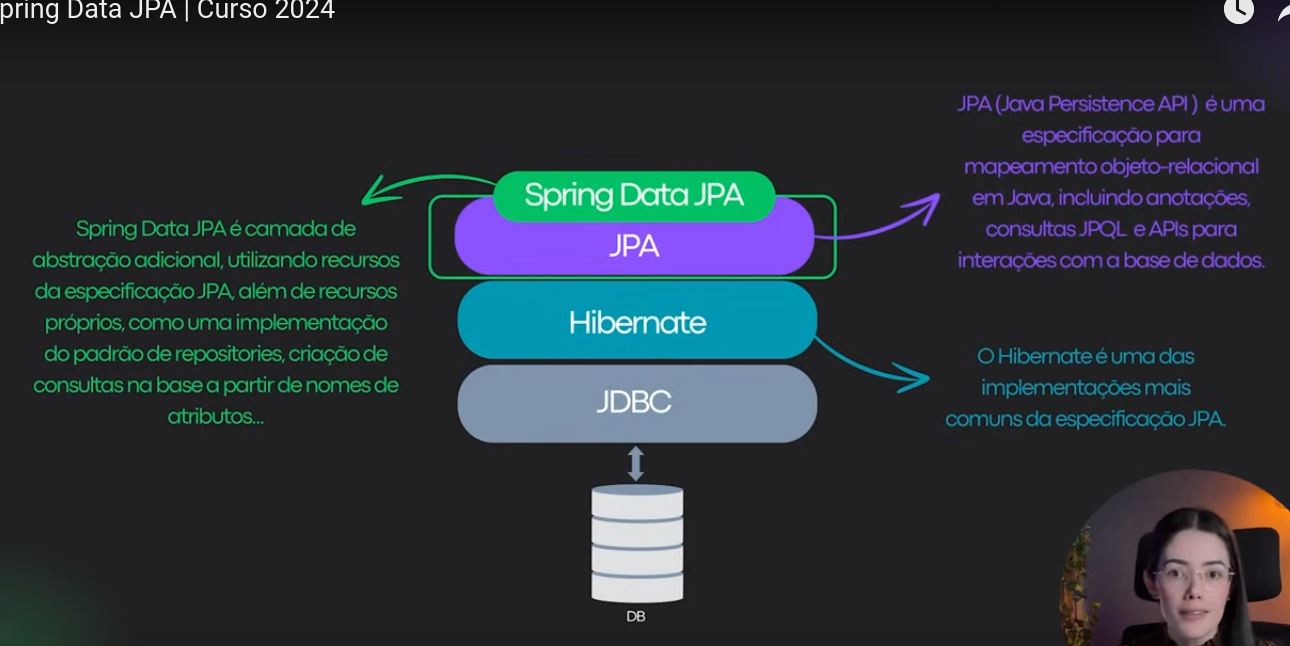 pring Data JPA | Curso 2024
Spring Data JPA é camada de
abstração adicional, utilizando recursos
da especificação JPA, além de recursos
próprios, como uma implementação
do padrão de repositories, criação de
consultas na base a partir de nomes de
atributos...
Spring Data JPA
JPA
Hibernate
JDBC
DB
JPA (Java Persistence API ) é uma
especificação para
mapeamento objeto-relacional
em Java, incluindo anotações,
consultas JPQL e APIs para
interações com a base de dados.
O Hibernate é uma das
implementações mais
comuns da especificação JPA.